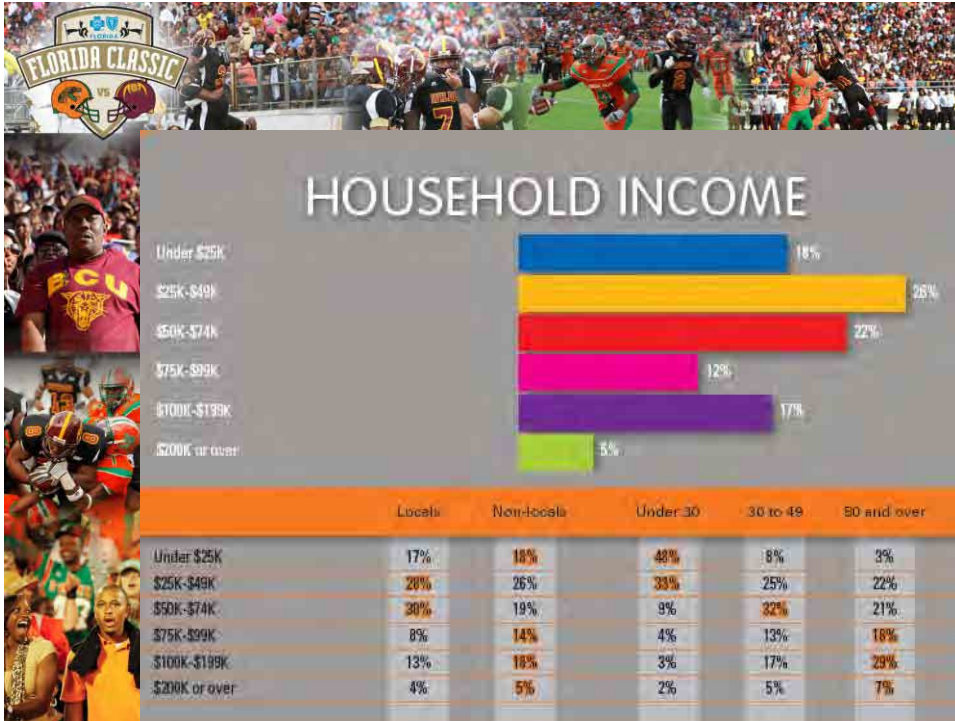 FLORIDA
FLORIDA CLASSIC
VS
BCU
HOUSEHOLD INCOME
Under $25K 18%
$25K-$49K 26%
$50K-$74K 22%
$75K-$99K 12%
$100K-$199K 17%
$200K or over 5%
Locals Non-locals Under 30 30 to 49 50 and over
Under $25K 17% 18% 48% 8% 3%
$25K-$49K 28% 26% 33% 25% 22%
$50K-$74K 30% 19% 9% 32% 21%
$75K-$99K 8% 14% 4% 13% 18%
$100K-$199K 13% 18% 3% 17% 29%
$200K or over 4% 5% 2% 5% 7%